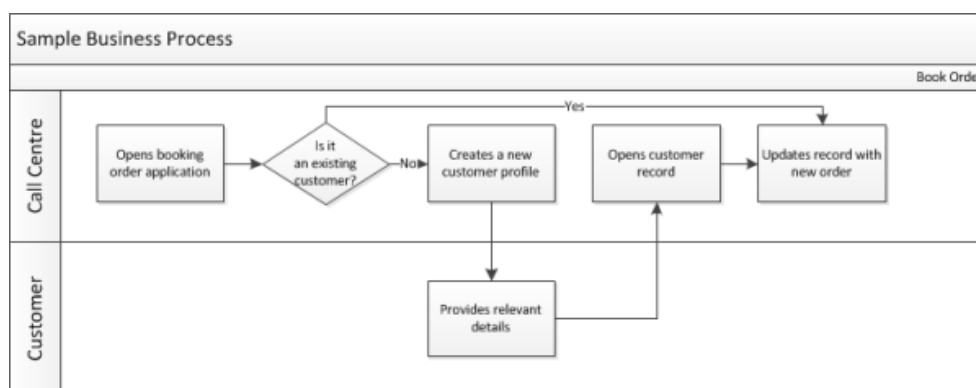 Sample Business Process
Book Orde
Call Centre
Opens booking
order application
Is it
an existing
customer?
Yes
No
Creates a new
customer profile
Opens customer
record
Updates record with
new order
Customer
Provides relevant
details